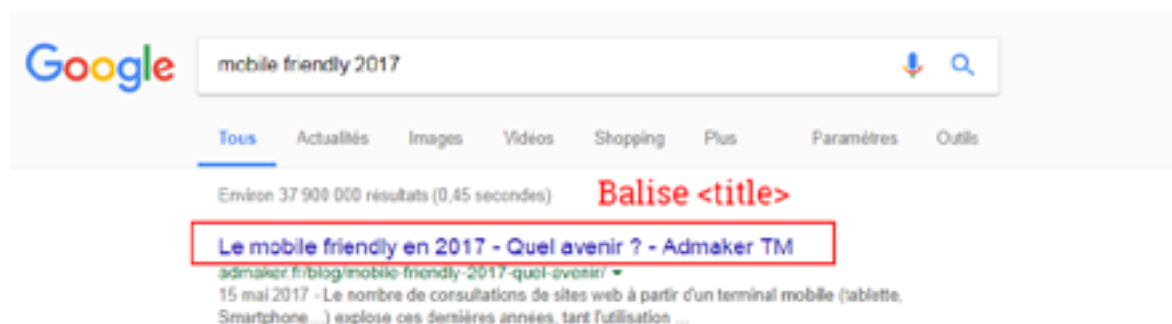 Google
mobile friendly 2017
Tous Actualités Images Vidéos Shopping Plus Paramètres Outils
Environ 37 900 000 résultats (0,45 secondes)
Balise <title>
Le mobile friendly en 2017 - Quel avenir ? - Admaker TM
admaker.fr/blog/mobile-friendly-2017-quel-avenir/
15 mai 2017 - Le nombre de consultations de sites web à partir d'un terminal mobile (tablette,
Smartphone...) explose ces dernières années, tant l'utilisation ...